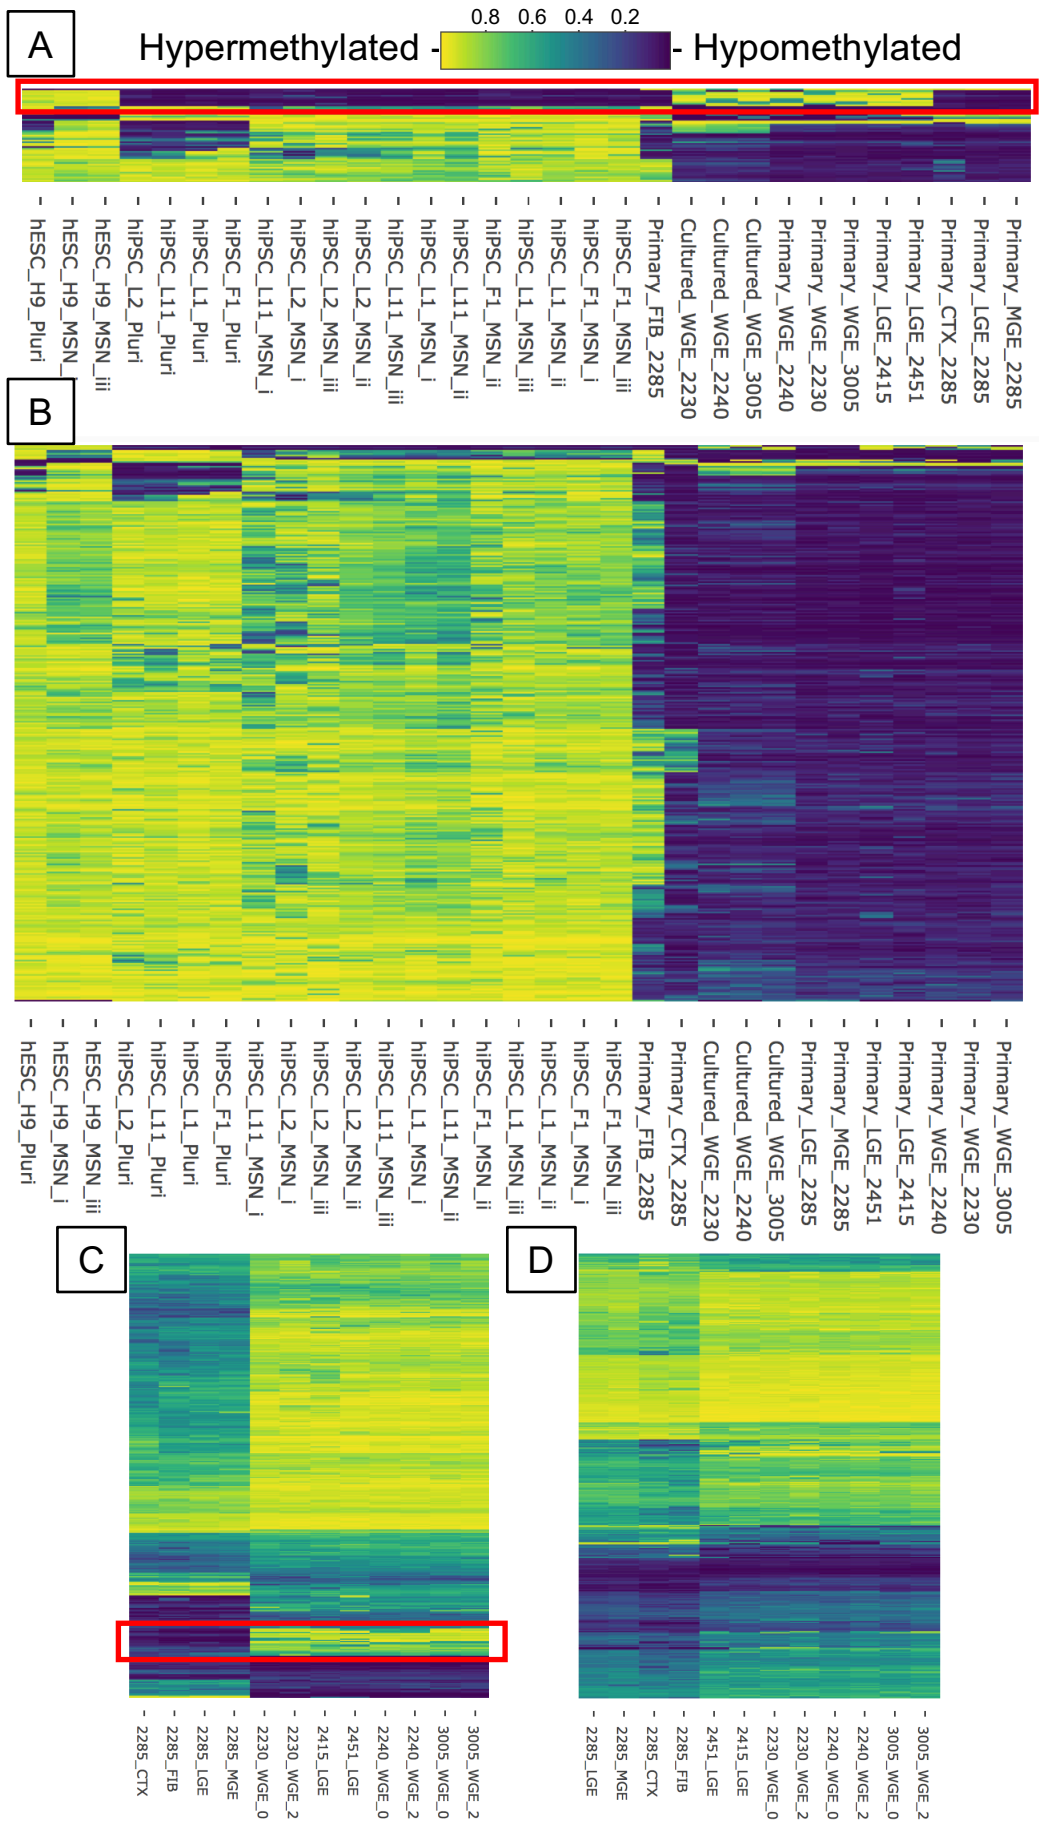 A
0.8 0.6 0.4 0.2
Hypermethylated - - Hypomethylated
hESC_H9_Pluri
hESC_H9_MSN_i
hESC_H9_MSN_iii
hiPSC_L2_Pluri
hiPSC_L11_Pluri
hiPSC_L1_Pluri
hiPSC_F1_Pluri
hiPSC_L11_MSN_i
hiPSC_L2_MSN_i
hiPSC_L2_MSN_iii
hiPSC_L2_MSN_ii
hiPSC_L11_MSN_iii
hiPSC_L1_MSN_i
hiPSC_L11_MSN_ii
hiPSC_F1_MSN_ii
hiPSC_L1_MSN_iii
hiPSC_L1_MSN_ii
hiPSC_F1_MSN_i
hiPSC_F1_MSN_iii
Primary_FIB_2285
Cultured_WGE_2230
Cultured_WGE_2240
Cultured_WGE_3005
Primary_WGE_2240
Primary_WGE_2230
Primary_WGE_3005
Primary_LGE_2415
Primary_LGE_2451
Primary_CTX_2285
Primary_LGE_2285
Primary_MGE_2285
B
hESC_H9_Pluri
hESC_H9_MSN_i
hESC_H9_MSN_iii
hiPSC_L2_Pluri
hiPSC_L11_Pluri
hiPSC_L1_Pluri
hiPSC_F1_Pluri
hiPSC_L11_MSN_i
hiPSC_L2_MSN_i
hiPSC_L2_MSN_iii
hiPSC_L2_MSN_ii
hiPSC_L11_MSN_iii
hiPSC_L1_MSN_i
hiPSC_L11_MSN_ii
hiPSC_F1_MSN_ii
hiPSC_L1_MSN_iii
hiPSC_L1_MSN_ii
hiPSC_F1_MSN_i
hiPSC_F1_MSN_iii
Primary_FIB_2285
Primary_CTX_2285
Cultured_WGE_2230
Cultured_WGE_2240
Cultured_WGE_3005
Primary_LGE_2285
Primary_MGE_2285
Primary_LGE_2451
Primary_LGE_2415
Primary_WGE_2240
Primary_WGE_2230
Primary_WGE_3005
C
2285_CTX
2285_FIB
2285_LGE
2285_MGE
2230_WGE_0
2230_WGE_2
2415_LGE
2451_LGE
2240_WGE_0
2240_WGE_2
3005_WGE_0
3005_WGE_2
D
2285_LGE
2285_MGE
2285_CTX
2285_FIB
2451_LGE
2415_LGE
2230_WGE_0
2230_WGE_2
2240_WGE_0
2240_WGE_2
3005_WGE_0
3005_WGE_2